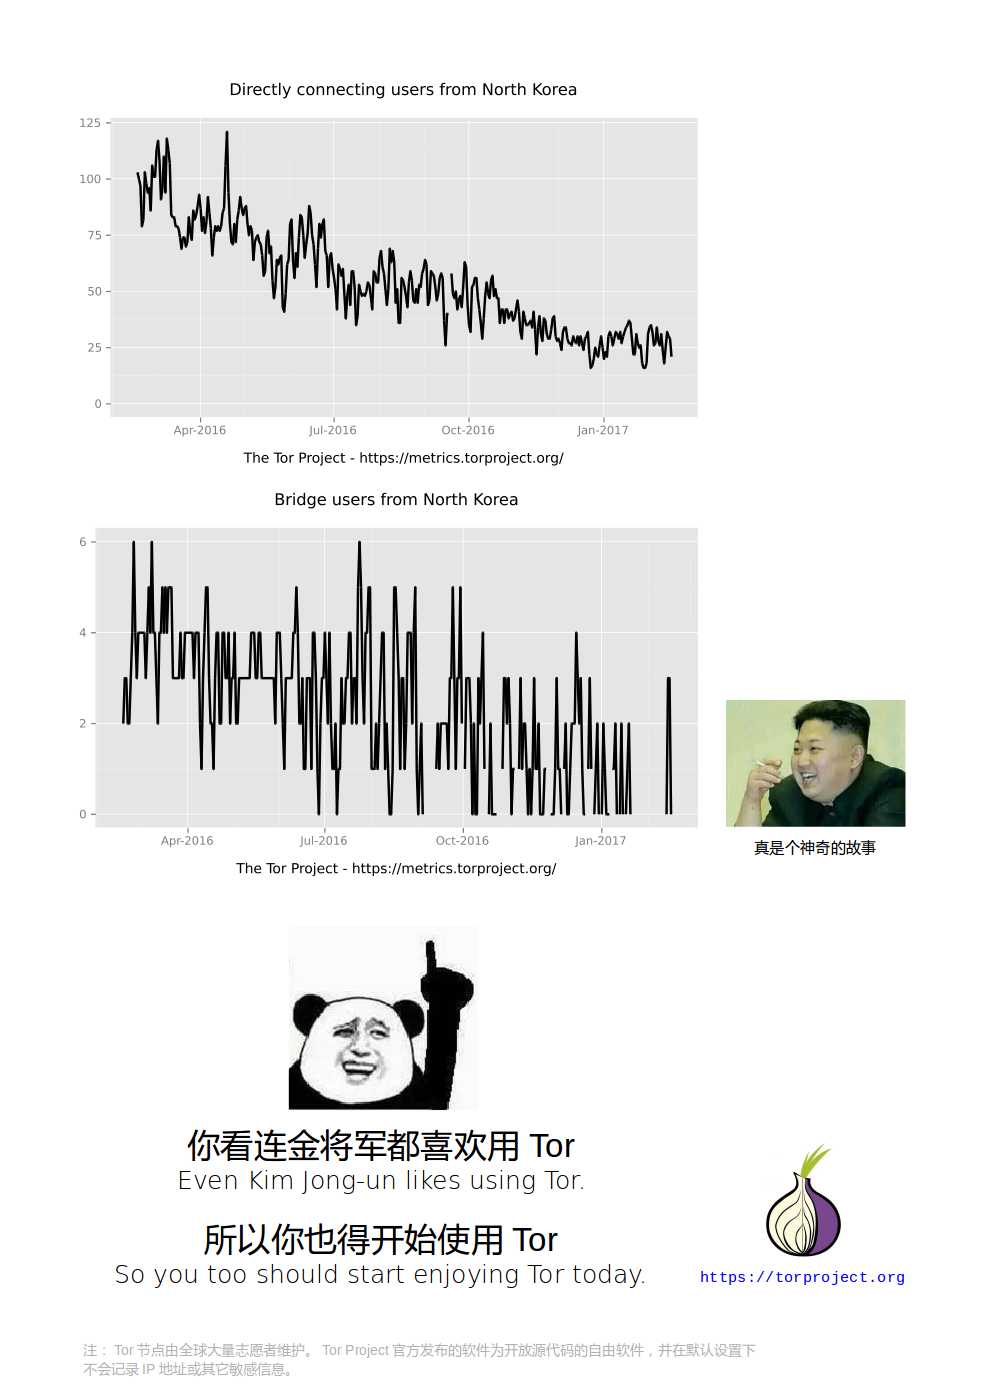 Directly connecting users from North Korea
125
100
75
50
25
0
Apr-2016 Jul-2016 Oct-2016 Jan-2017
The Tor Project - https://metrics.torproject.org/
Bridge users from North Korea
6
4
2
0
Apr-2016 Jul-2016 Oct-2016 Jan-2017
The Tor Project - https://metrics.torproject.org/
真是个神奇的故事
你看连金将军都喜欢用 Tor
Even Kim Jong-un likes using Tor.
所以你也得开始使用 Tor
So you too should start enjoying Tor today.
https://torproject.org
注： Tor 节点由全球大量志愿者维护。 Tor Project 官方发布的软件为开放源代码的自由软件，并在默认设置下
不会记录 IP 地址或其它敏感信息。